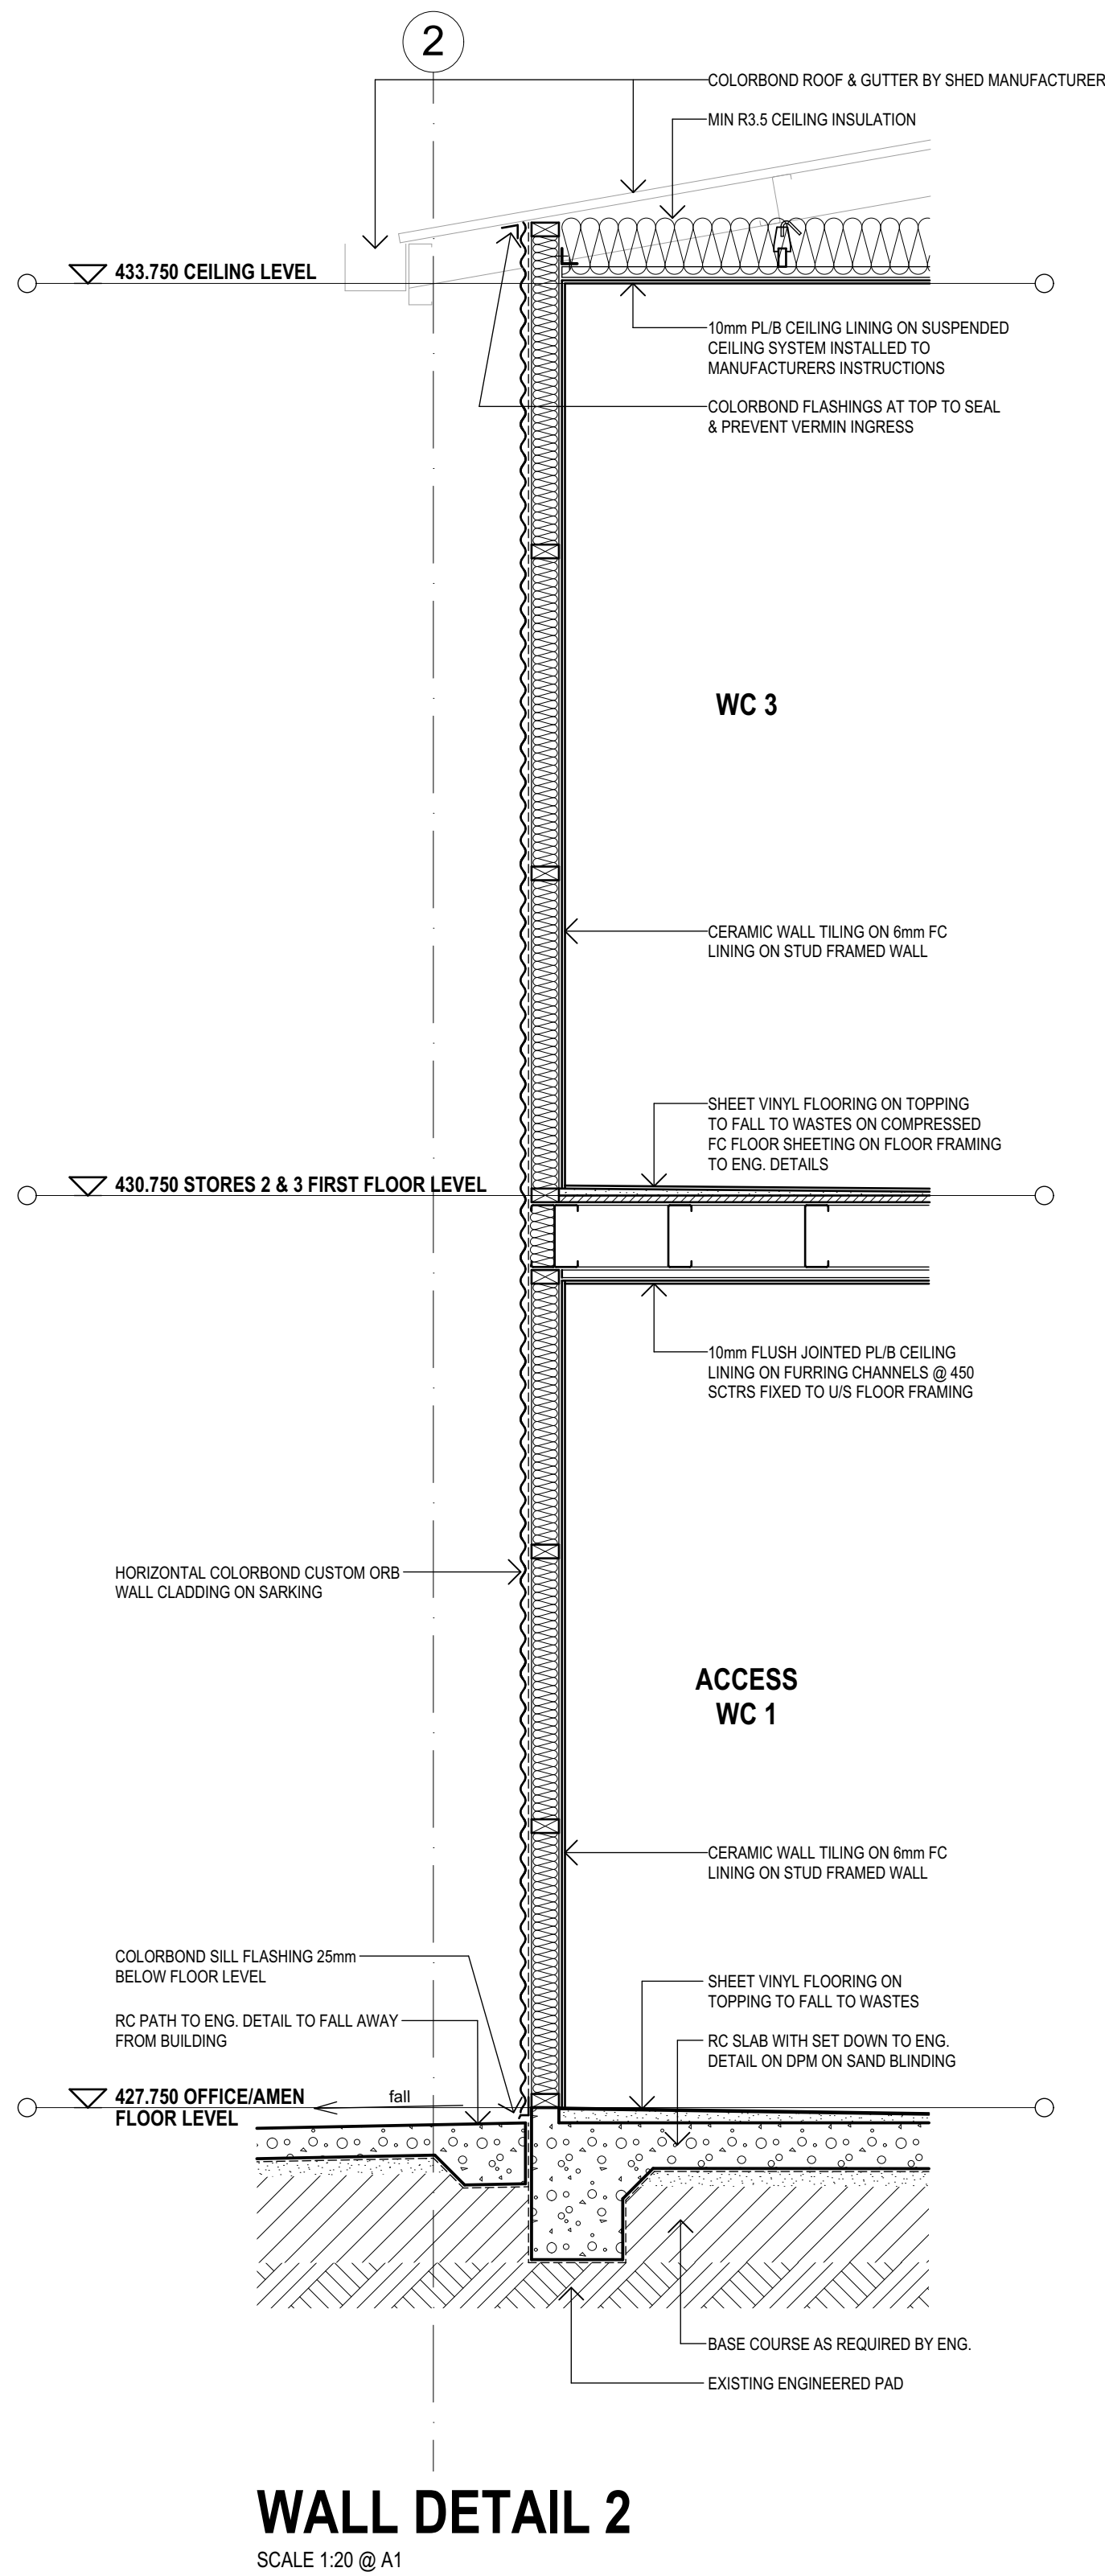 2
COLORBOND ROOF & GUTTER BY SHED MANUFACTURER
MIN R3.5 CEILING INSULATION
433.750 CEILING LEVEL
10mm PL/B CEILING LINING ON SUSPENDED
CEILING SYSTEM INSTALLED TO
MANUFACTURERS INSTRUCTIONS
COLORBOND FLASHINGS AT TOP TO SEAL
& PREVENT VERMIN INGRESS
WC 3
CERAMIC WALL TILING ON 6mm FC
LINING ON STUD FRAMED WALL
SHEET VINYL FLOORING ON TOPPING
TO FALL TO WASTES ON COMPRESSED
FC FLOOR SHEETING ON FLOOR FRAMING
TO ENG. DETAILS
430.750 STORES 2 & 3 FIRST FLOOR LEVEL
10mm FLUSH JOINTED PL/B CEILING
LINING ON FURRING CHANNELS @ 450
SCTRS FIXED TO U/S FLOOR FRAMING
HORIZONTAL COLORBOND CUSTOM ORB
WALL CLADDING ON SARKING
ACCESS
WC 1
CERAMIC WALL TILING ON 6mm FC
LINING ON STUD FRAMED WALL
COLORBOND SILL FLASHING 25mm
BELOW FLOOR LEVEL
SHEET VINYL FLOORING ON
TOPPING TO FALL TO WASTES
RC PATH TO ENG. DETAIL TO FALL AWAY
FROM BUILDING
RC SLAB WITH SET DOWN TO ENG.
DETAIL ON DPM ON SAND BLINDING
427.750 OFFICE/AMEN
FLOOR LEVEL
fall
BASE COURSE AS REQUIRED BY ENG.
EXISTING ENGINEERED PAD
WALL DETAIL 2
SCALE 1:20 @ A1